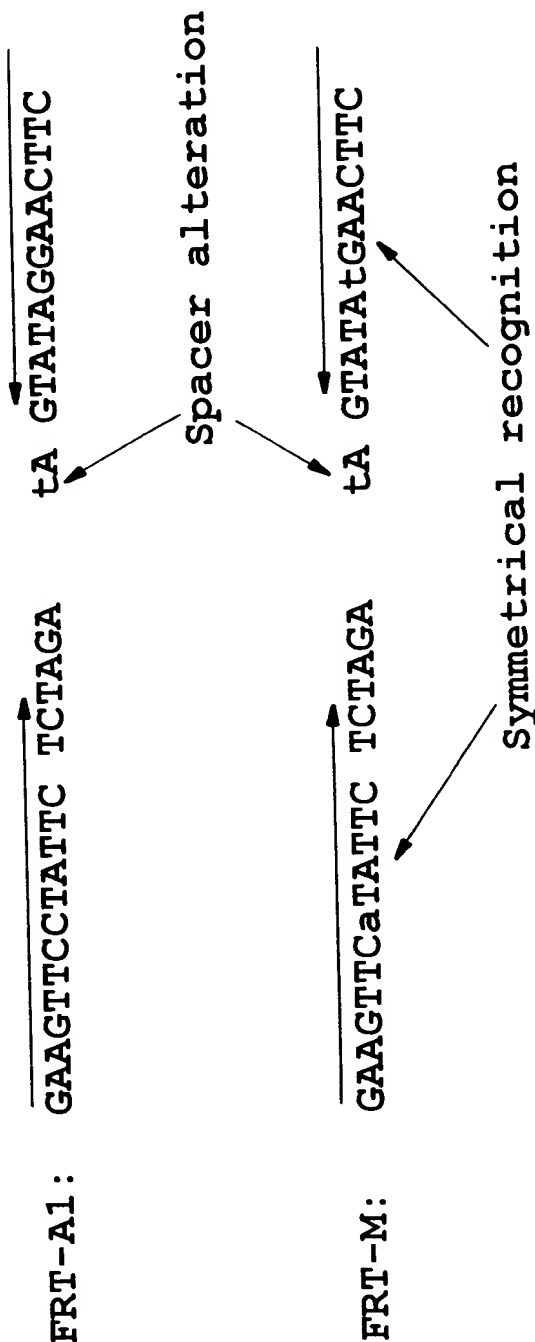 FRT-A1: GAAGTTCCTATTC TCTAGA tA GTATAGGAACTTC
Spacer alteration
FRT-M: GAAGTTCaTATTC TCTAGA tA GTATAtGAACTTC
Symmetrical recognition